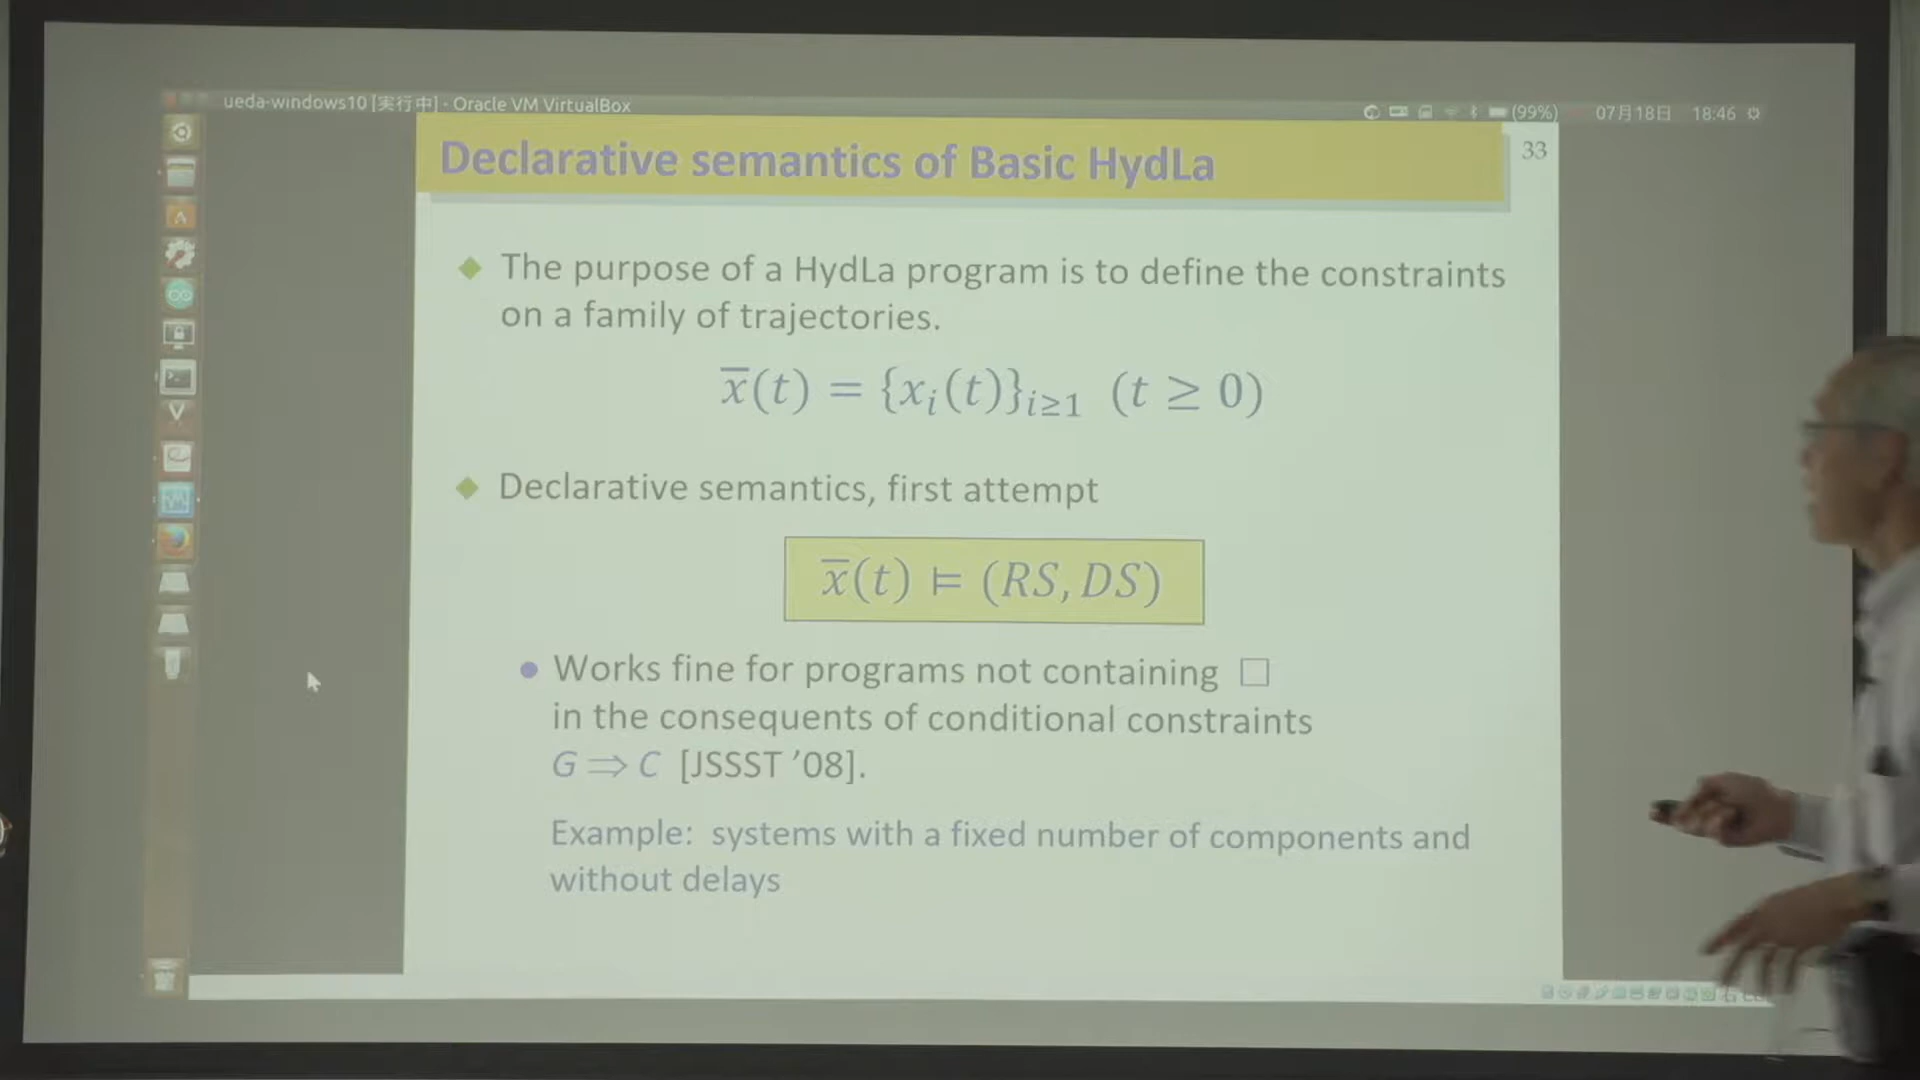 ueda-windows10 [実行中] - Oracle VM VirtualBox
(99%) 07月18日 18:46
Declarative semantics of Basic HydLa
33
The purpose of a HydLa program is to define the constraints
on a family of trajectories.
x̅(t) = {xᵢ(t)}ᵢ≥₁ (t ≥ 0)
Declarative semantics, first attempt
x̅(t) ⊨ (RS, DS)
Works fine for programs not containing □
in the consequents of conditional constraints
G ⇒ C [JSSST ’08].
Example: systems with a fixed number of components and
without delays